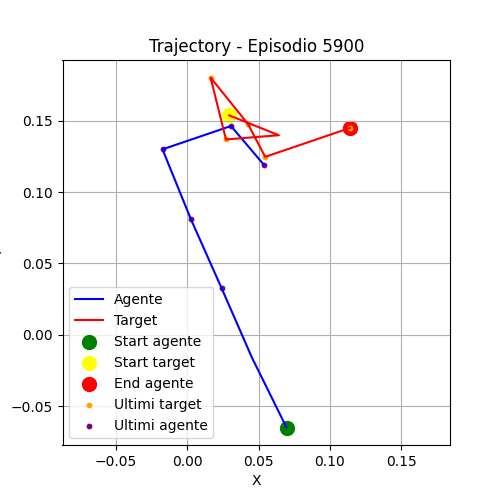 Trajectory - Episodio 5900
0.15
0.10
0.05
0.00
−0.05
Agente
Target
Start agente
Start target
End agente
Ultimi target
Ultimi agente
−0.05
0.00
0.05
0.10
0.15
X